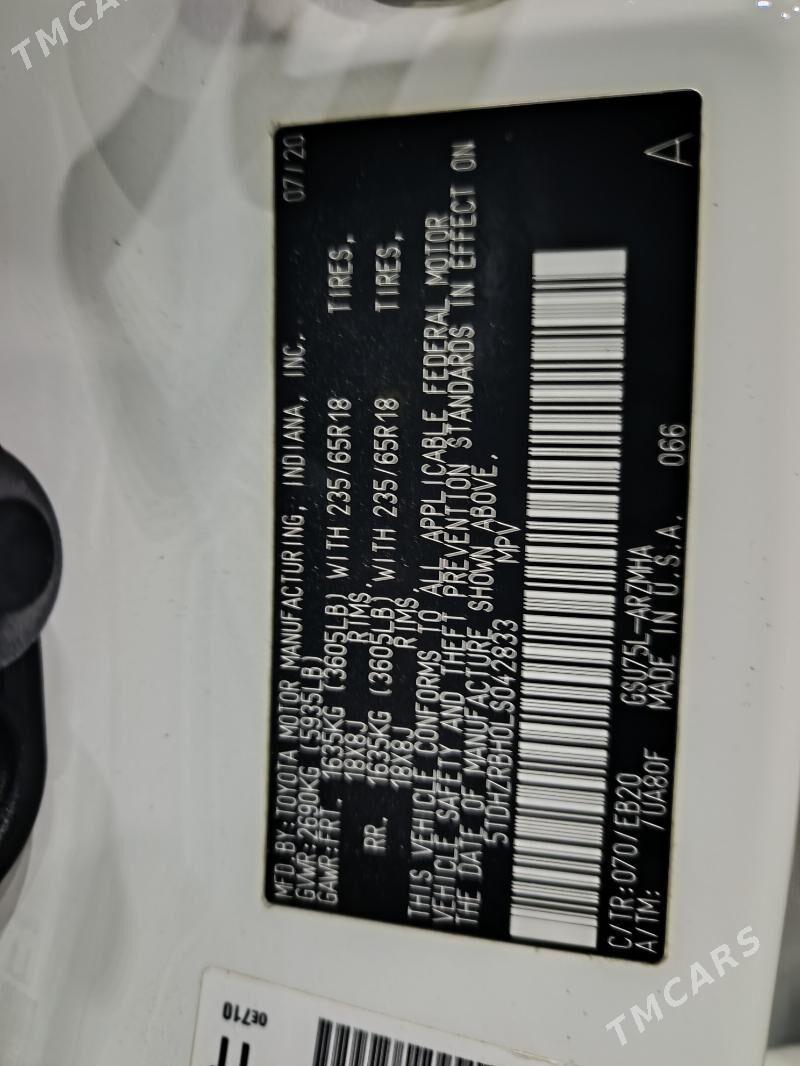 MFD. BY: TOYOTA MOTOR MANUFACTURING, INDIANA, INC. 07/20
GVWR: 2690KG (5935LB)
GAWR: FRT. 1635KG (3605LB) WITH 235/65R18 TIRES,
18X8J RIMS,
RR. 1635KG (3605LB) WITH 235/65R18 TIRES,
18X8J RIMS,
THIS VEHICLE CONFORMS TO ALL APPLICABLE FEDERAL MOTOR
VEHICLE SAFETY AND THEFT PREVENTION STANDARDS IN EFFECT ON
THE DATE OF MANUFACTURE SHOWN ABOVE.
5TDHZRBH0LS042833 MPV
C/TR: 070/EB20 GSU75L-ARZMHA A
A/TM: /UA80F MADE IN U.S.A. 066
0E710
TMCARS
TMCARS